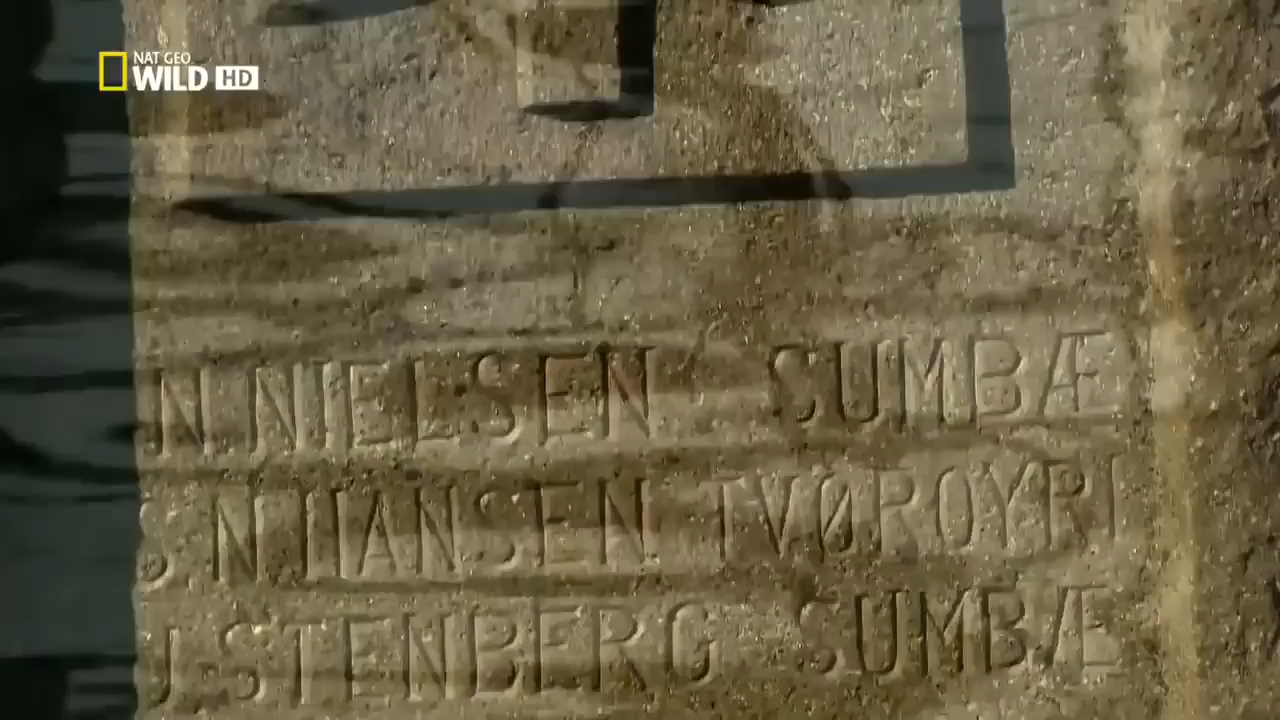 NAT GEO
WILD HD
N. NIELSEN SUMBÆ
S. N HANSEN TVØROYRI
J. STENBERG SUMBÆ